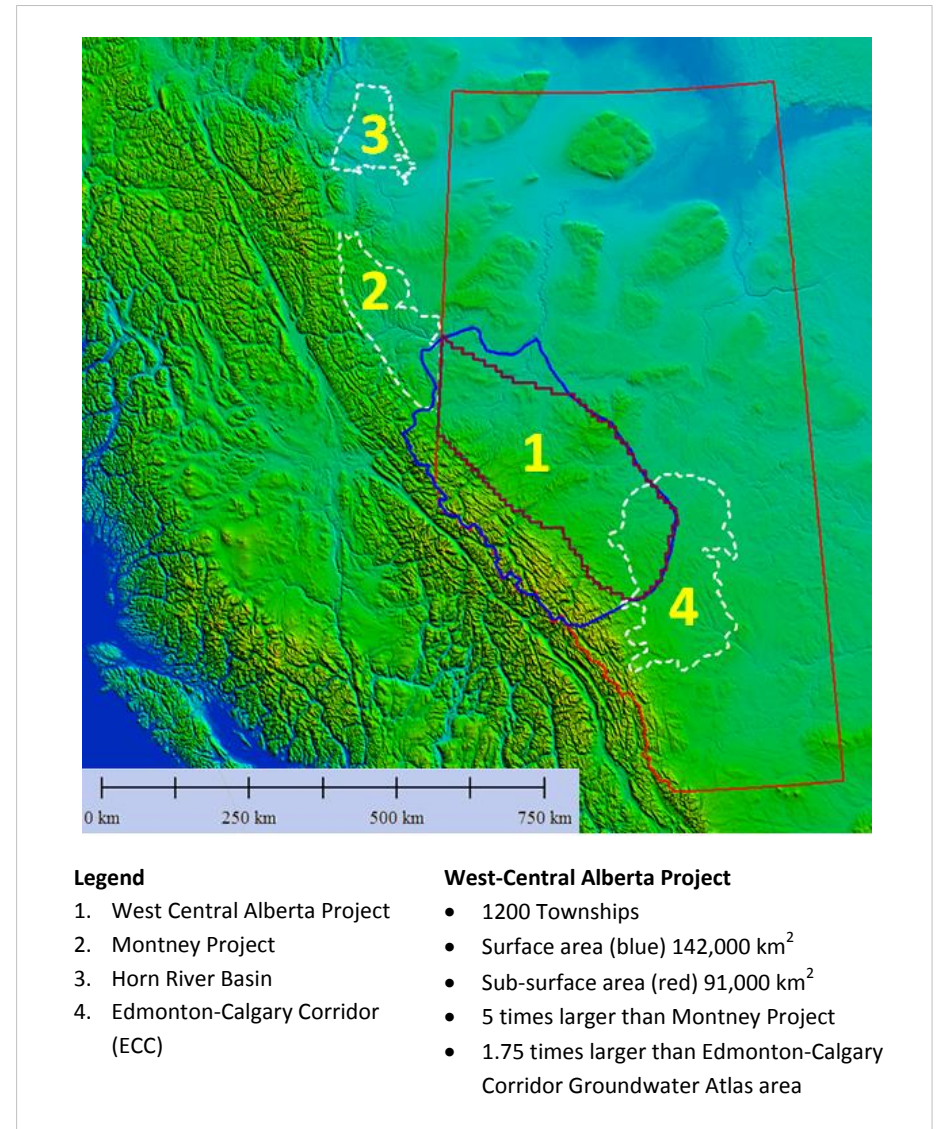 3
2
1
4
0 km 250 km 500 km 750 km
Legend
1. West Central Alberta Project
2. Montney Project
3. Horn River Basin
4. Edmonton-Calgary Corridor
(ECC)
West-Central Alberta Project
• 1200 Townships
• Surface area (blue) 142,000 km²
• Sub-surface area (red) 91,000 km²
• 5 times larger than Montney Project
• 1.75 times larger than Edmonton-Calgary
Corridor Groundwater Atlas area